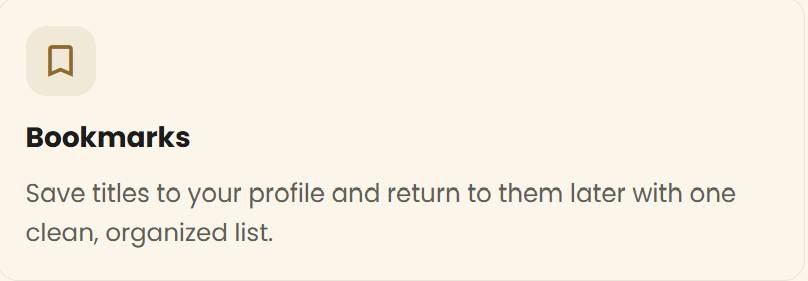 Bookmarks
Save titles to your profile and return to them later with one
clean, organized list.